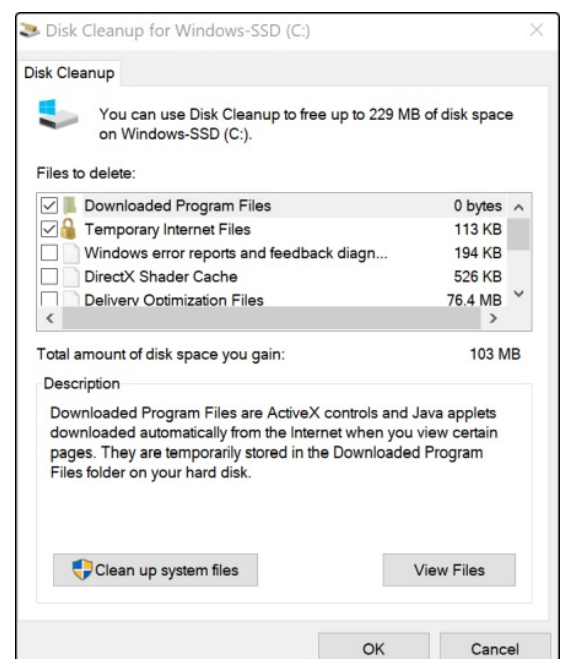 Disk Cleanup for Windows-SSD (C:)
Disk Cleanup
You can use Disk Cleanup to free up to 229 MB of disk space
on Windows-SSD (C:).
Files to delete:
Downloaded Program Files 0 bytes
Temporary Internet Files 113 KB
Windows error reports and feedback diagn... 194 KB
DirectX Shader Cache 526 KB
Delivery Optimization Files 76.4 MB
Total amount of disk space you gain: 103 MB
Description
Downloaded Program Files are ActiveX controls and Java applets
downloaded automatically from the Internet when you view certain
pages. They are temporarily stored in the Downloaded Program
Files folder on your hard disk.
Clean up system files View Files
OK Cancel